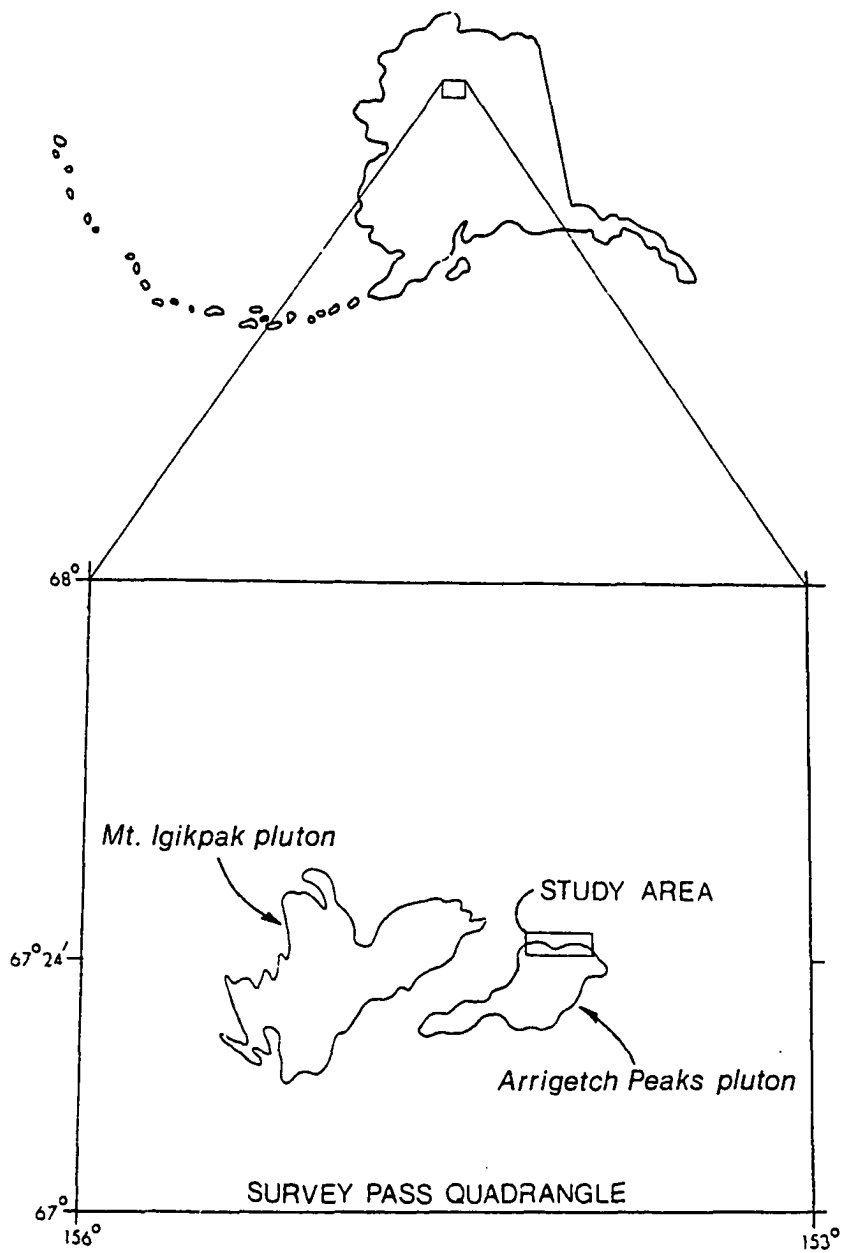 68°
Mt. Igikpak pluton
STUDY AREA
67° 24'
Arrigetch Peaks pluton
SURVEY PASS QUADRANGLE
67°
156°
153°